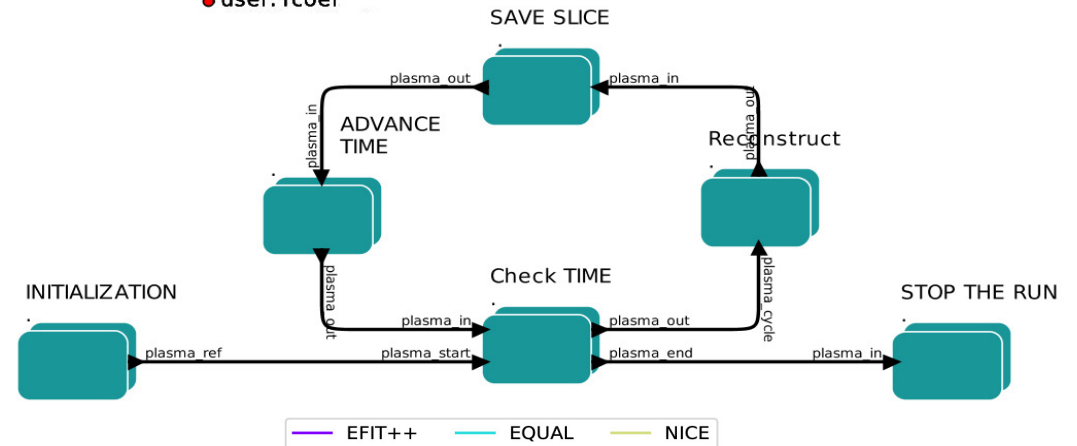 SAVE SLICE
plasma_out
plasma_in
plasma_in
ADVANCE
TIME
plasma_out
Reconstruct
INITIALIZATION
plasma_out
Check TIME
plasma_cycle
STOP THE RUN
plasma_in
plasma_out
plasma_ref
plasma_start
plasma_end
plasma_in
EFIT++
EQUAL
NICE